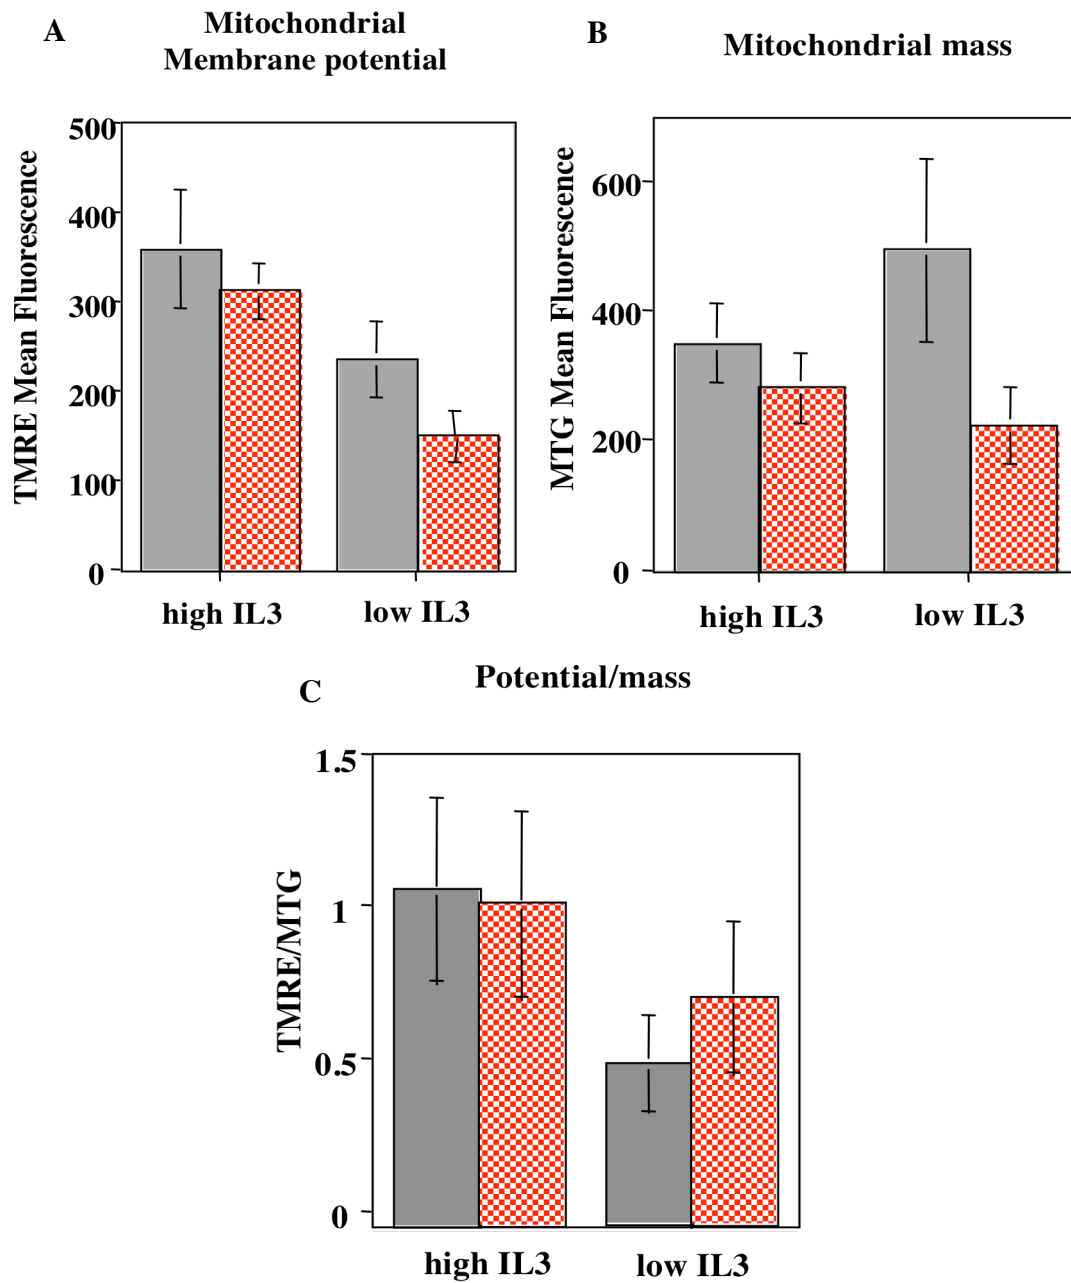 A
Mitochondrial
Membrane potential
TMRE Mean Fluorescence
500
400
300
200
100
0
high IL3
low IL3
B
Mitochondrial mass
MTG Mean Fluorescence
600
400
200
0
high IL3
low IL3
C
Potential/mass
TMRE/MTG
1.5
1
0.5
0
high IL3
low IL3